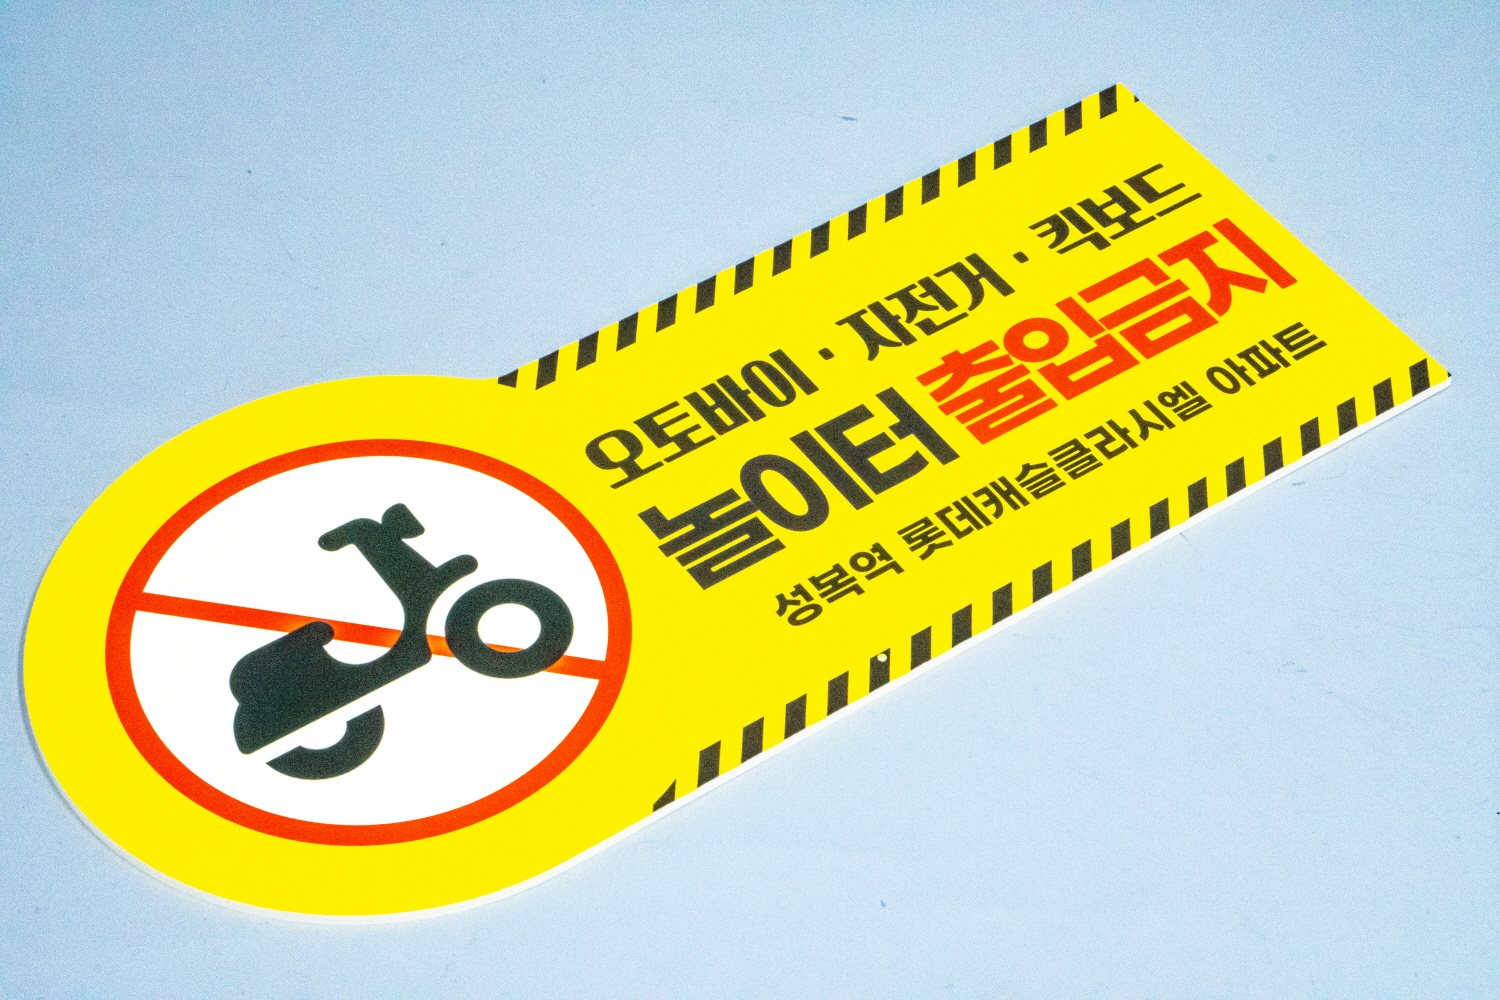 오토바이 · 자전거 · 킥보드
놀이터 출입금지
성복역 롯데캐슬클라시엘 아파트